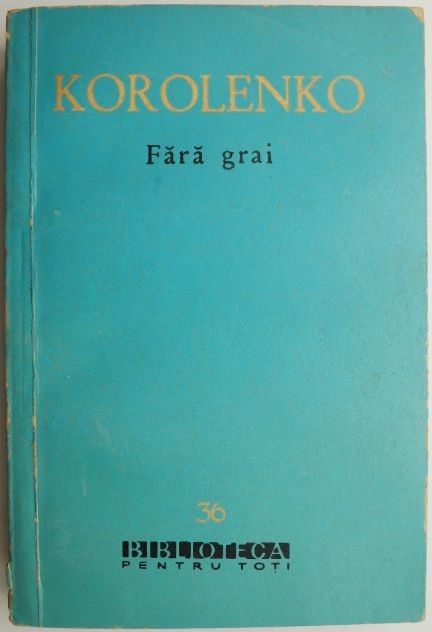 KOROLENKO
Fără grai
36
BIBLIOTECA
PENTRU TOȚI